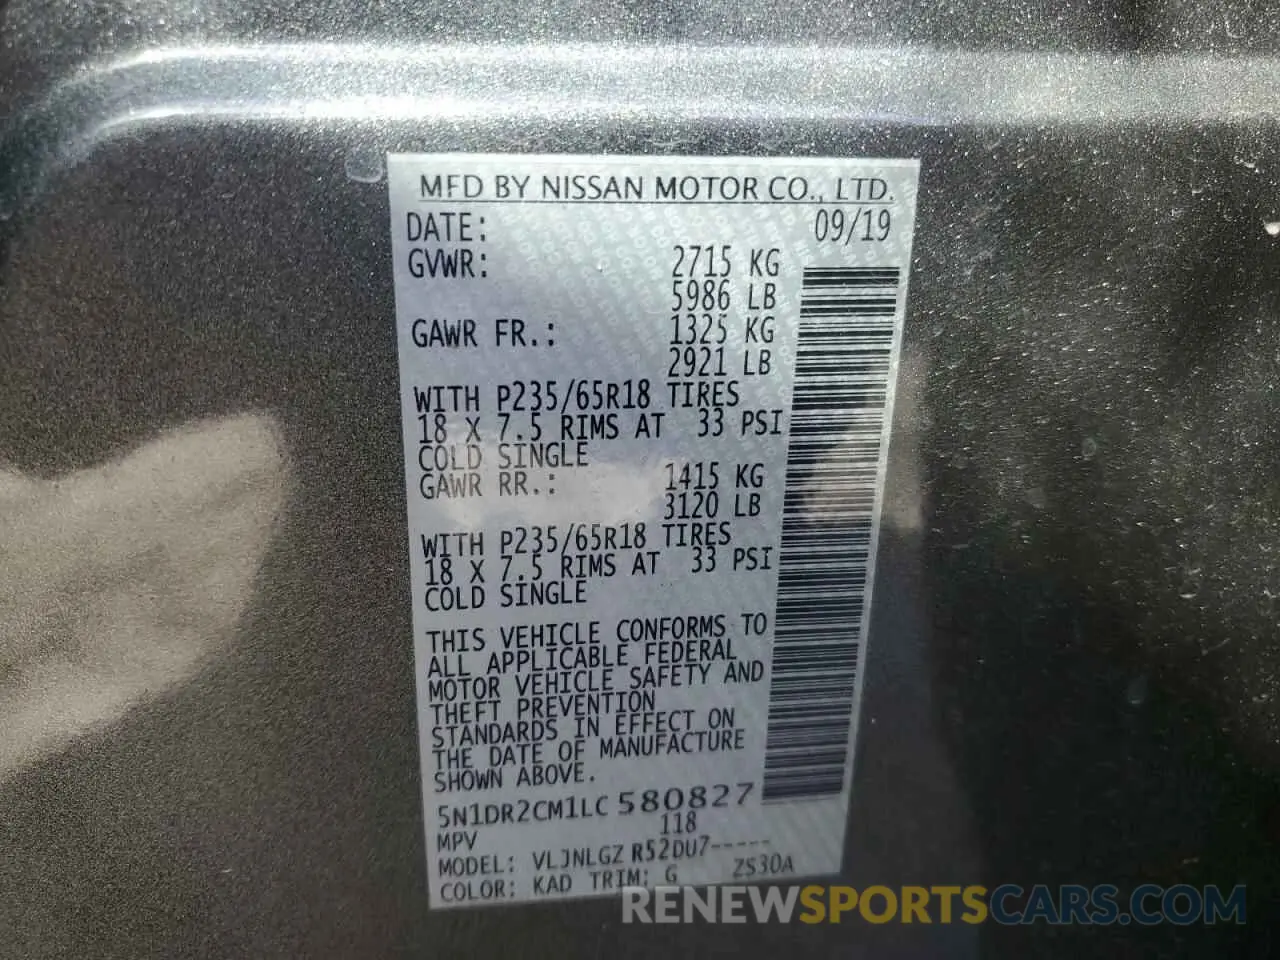 MFD BY NISSAN MOTOR CO., LTD.
DATE: 09/19
GVWR: 2715 KG
5986 LB
GAWR FR.: 1325 KG
2921 LB
WITH P235/65R18 TIRES
18 X 7.5 RIMS AT 33 PSI
COLD SINGLE
GAWR RR.: 1415 KG
3120 LB
WITH P235/65R18 TIRES
18 X 7.5 RIMS AT 33 PSI
COLD SINGLE
THIS VEHICLE CONFORMS TO
ALL APPLICABLE FEDERAL
MOTOR VEHICLE SAFETY AND
THEFT PREVENTION
STANDARDS IN EFFECT ON
THE DATE OF MANUFACTURE
SHOWN ABOVE.
5N1DR2CM1LC580827
MPV 118
MODEL: VLJNLGZ R52DU7-----
COLOR: KAD TRIM: G ZS30A
RENEWSPORTSCARS.COM